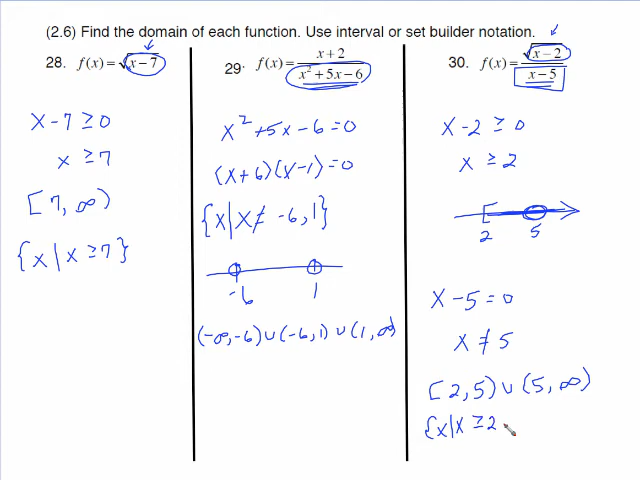 (2.6) Find the domain of each function. Use interval or set builder notation.
28. f(x) = √x − 7
x − 7 ≥ 0
x ≥ 7
[7, ∞)
{x | x ≥ 7}
29. f(x) = (x + 2)/(x² + 5x − 6)
x² + 5x − 6 = 0
(x + 6)(x − 1) = 0
{x | x ≠ −6, 1}
−6 1
(−∞, −6) ∪ (−6, 1) ∪ (1, ∞)
30. f(x) = √x − 2/(x − 5)
x − 2 ≥ 0
x ≥ 2
2 5
x − 5 = 0
x ≠ 5
[2, 5) ∪ (5, ∞)
{x | x ≥ 2